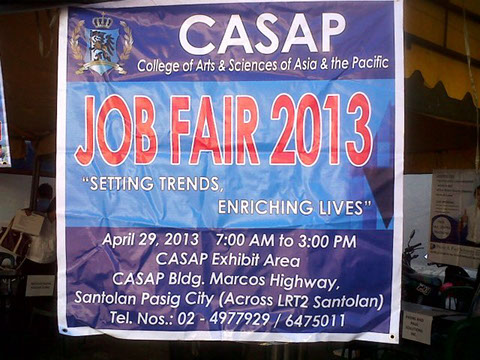 CASAP
College of Arts & Sciences of Asia & the Pacific
JOB FAIR 2013
“SETTING TRENDS,
ENRICHING LIVES”
April 29, 2013 7:00 AM to 3:00 PM
CASAP Exhibit Area
CASAP Bldg. Marcos Highway,
Santolan Pasig City (Across LRT2 Santolan)
Tel. Nos.: 02 - 4977929 / 6475011